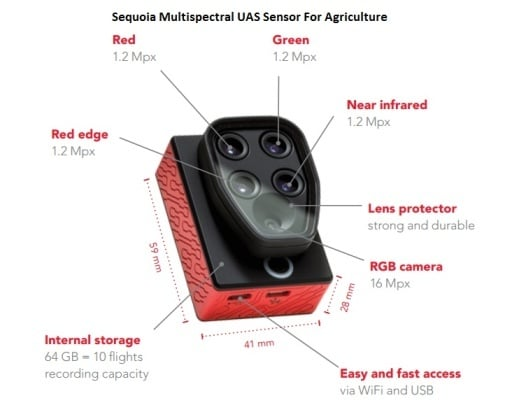 Sequoia Multispectral UAS Sensor For Agriculture
Red
1.2 Mpx
Green
1.2 Mpx
Near infrared
1.2 Mpx
Red edge
1.2 Mpx
Lens protector
strong and durable
RGB camera
16 Mpx
59 mm
28 mm
41 mm
Internal storage
64 GB = 10 flights
recording capacity
Easy and fast access
via WiFi and USB